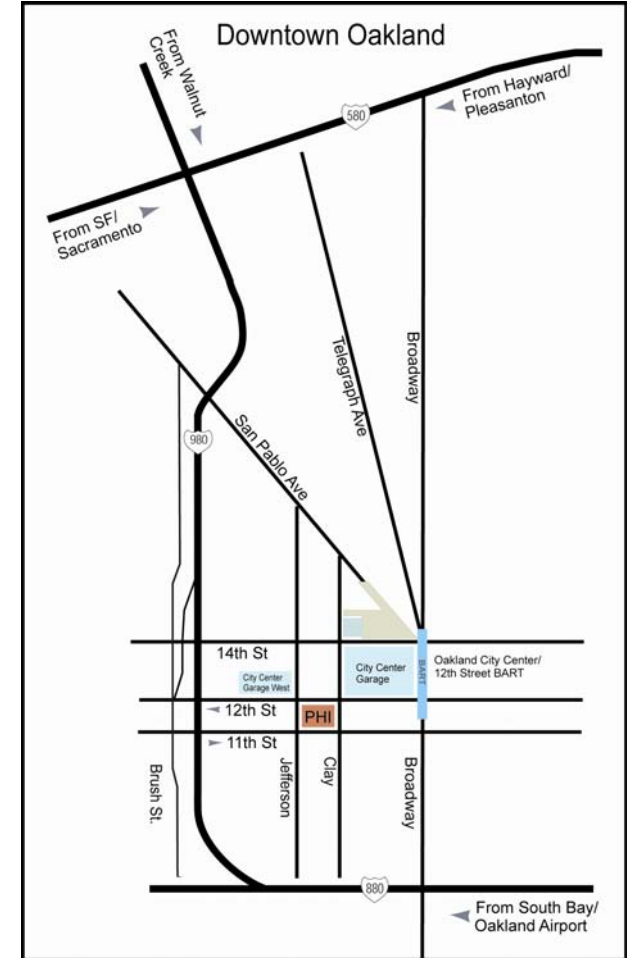 Downtown Oakland
From Walnut
Creek
From Hayward/
Pleasanton
580
From SF/
Sacramento
Telegraph Ave
Broadway
San Pablo Ave
980
14th St
City Center
Garage West
City Center
Garage
BART
Oakland City Center/
12th Street BART
12th St
PHI
11th St
Brush St.
Jefferson
Clay
Broadway
880
From South Bay/
Oakland Airport